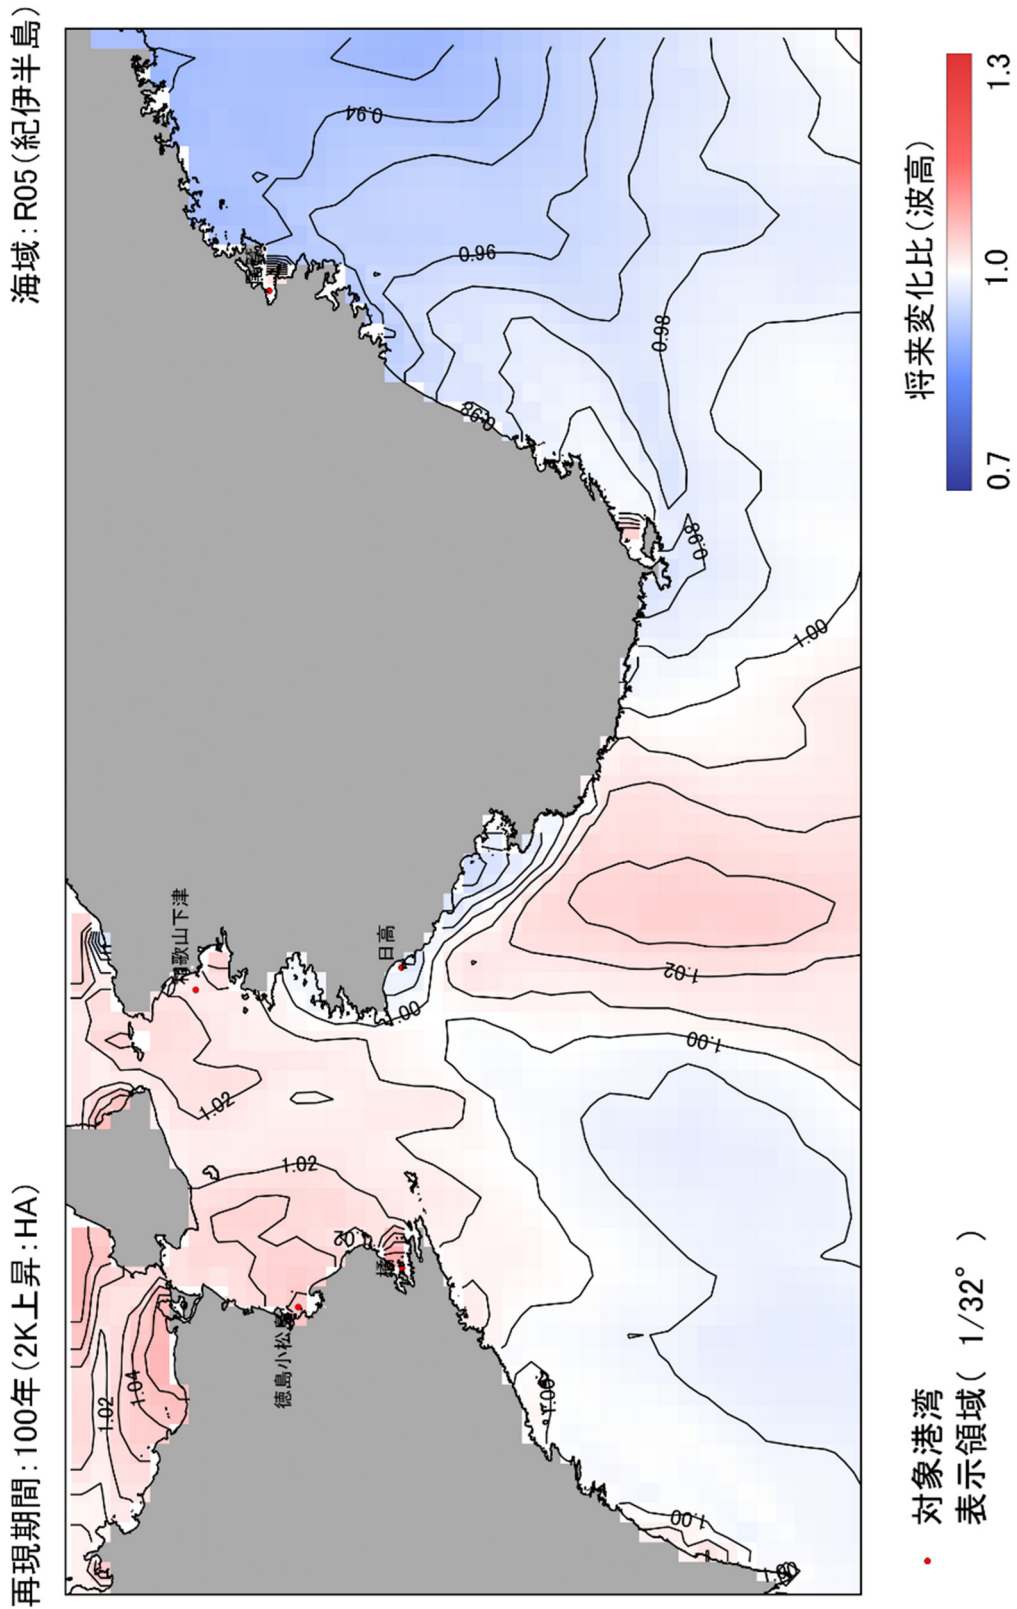 再現期間:100年(2K上昇:HA)
海域:R05(紀伊半島)
1.02
1.04
1.02
1.02
和歌山下津
徳島小松島
橘
日高
0.94
0.96
0.98
0.98
0.98
1.00
1.00
1.00
1.02
1.00
1.00
対象港湾
表示領域( 1/32° )
将来変化比(波高)
0.7
1.0
1.3